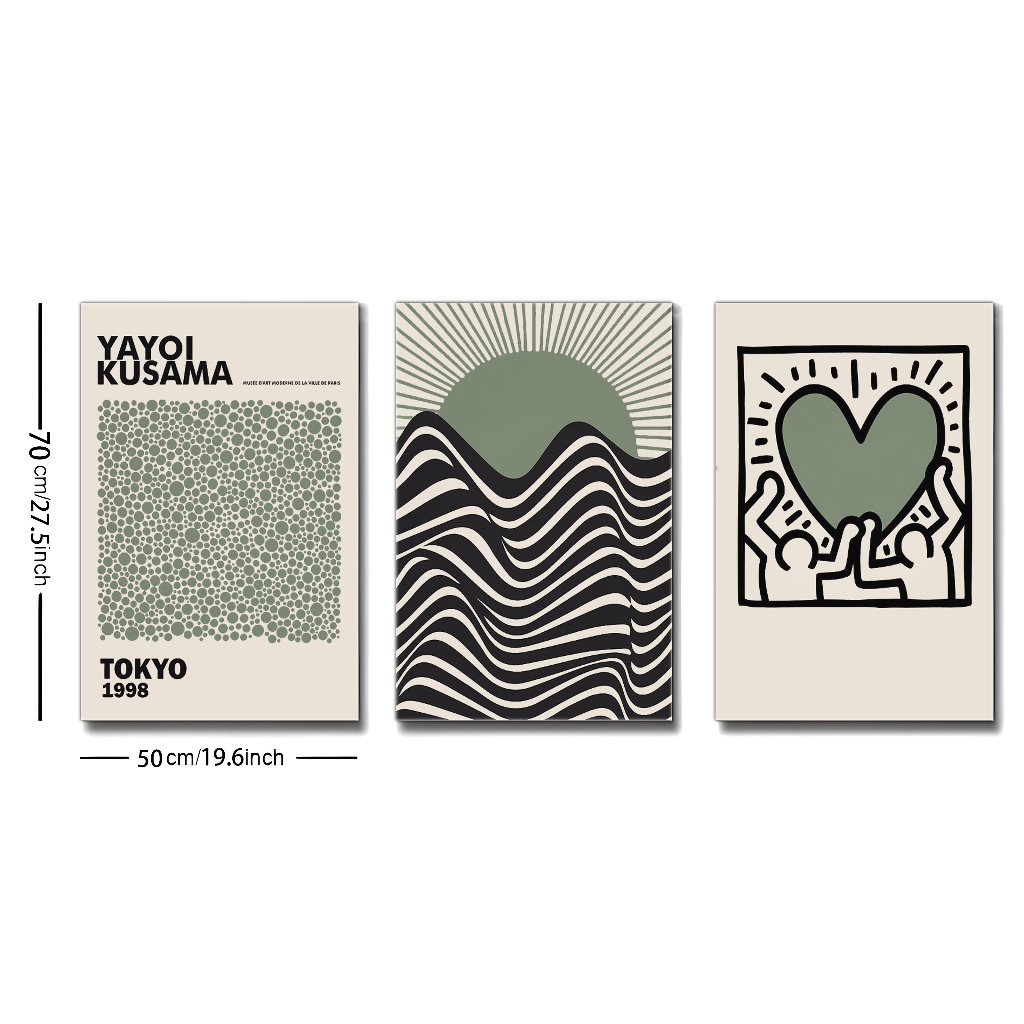 YAYOI
KUSAMA
MUSÉE D'ART MODERNE DE LA VILLE DE PARIS
TOKYO
1998
70 cm/27.5inch
50cm/19.6inch